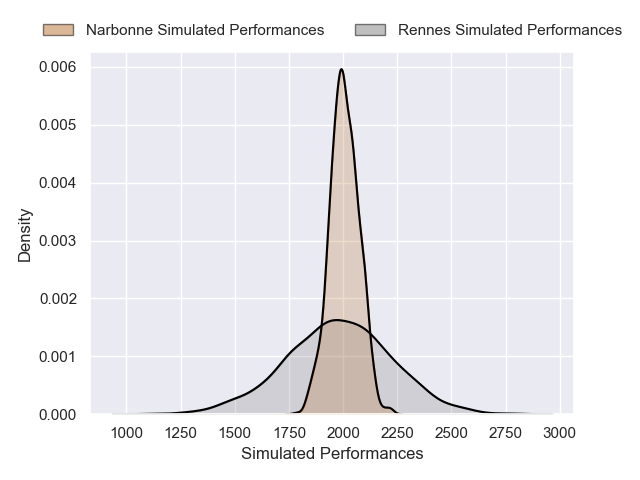 Narbonne Simulated Performances
Rennes Simulated Performances
0.006
0.005
0.004
0.003
0.002
0.001
0.000
Density
1000 1250 1500 1750 2000 2250 2500 2750 3000
Simulated Performances